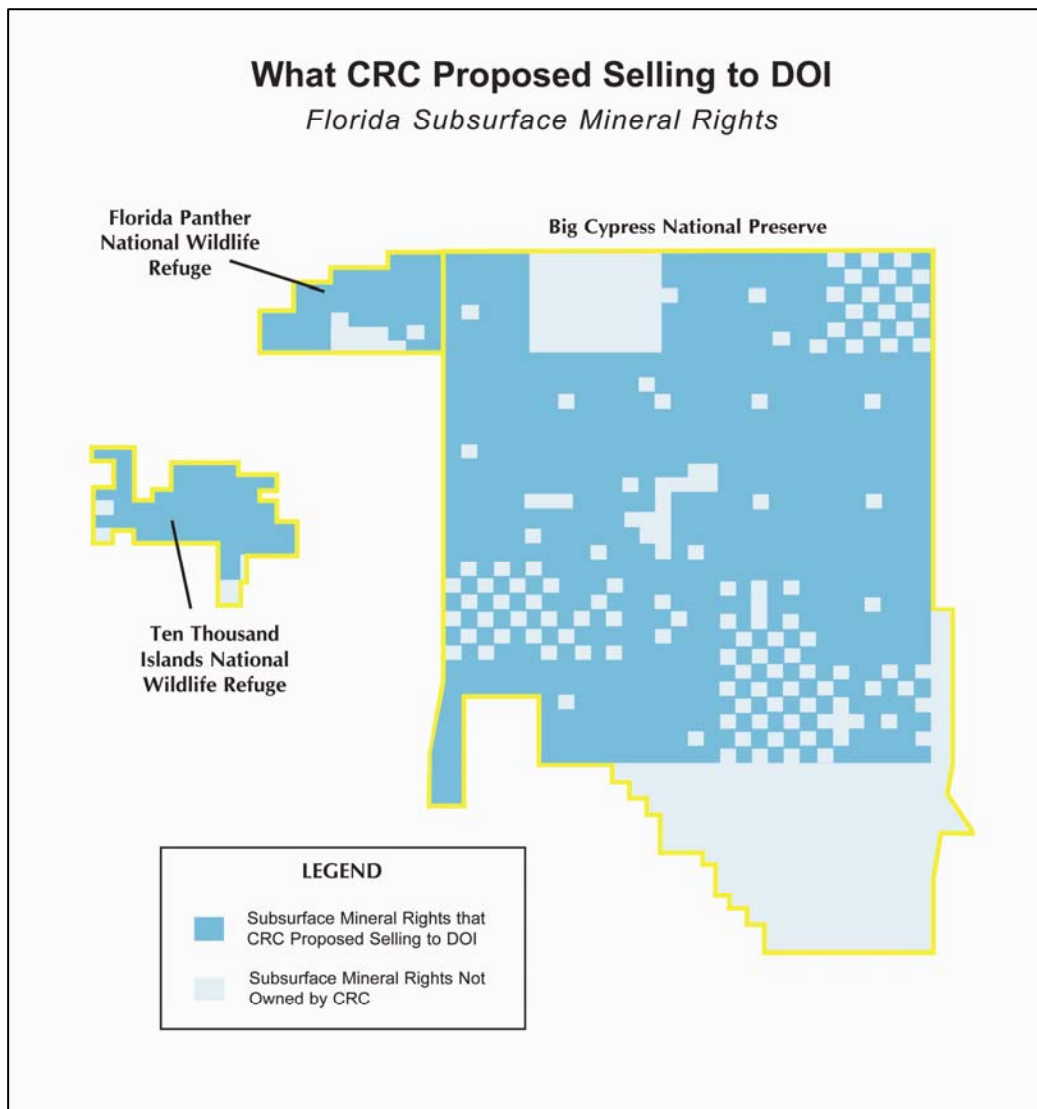 What CRC Proposed Selling to DOI
Florida Subsurface Mineral Rights
Florida Panther
National Wildlife
Refuge
Big Cypress National Preserve
Ten Thousand
Islands National
Wildlife Refuge
LEGEND
Subsurface Mineral Rights that
CRC Proposed Selling to DOI
Subsurface Mineral Rights Not
Owned by CRC